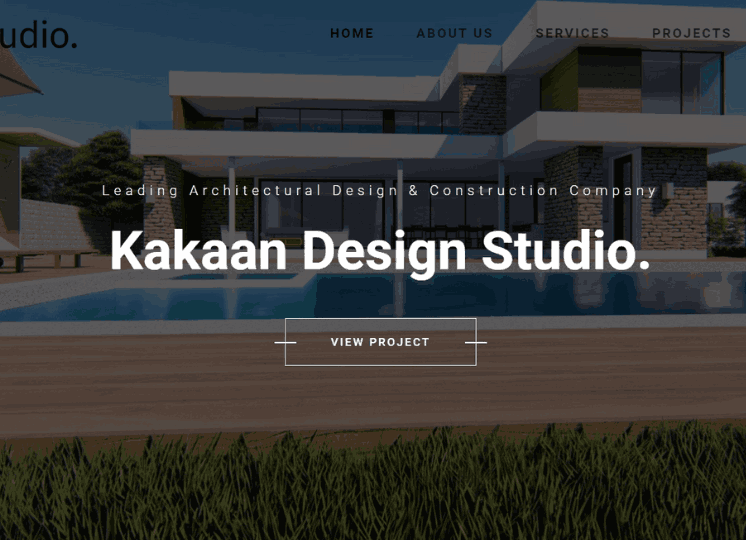 udio.
HOME ABOUT US SERVICES PROJECTS
Leading Architectural Design & Construction Company
Kakaan Design Studio.
VIEW PROJECT